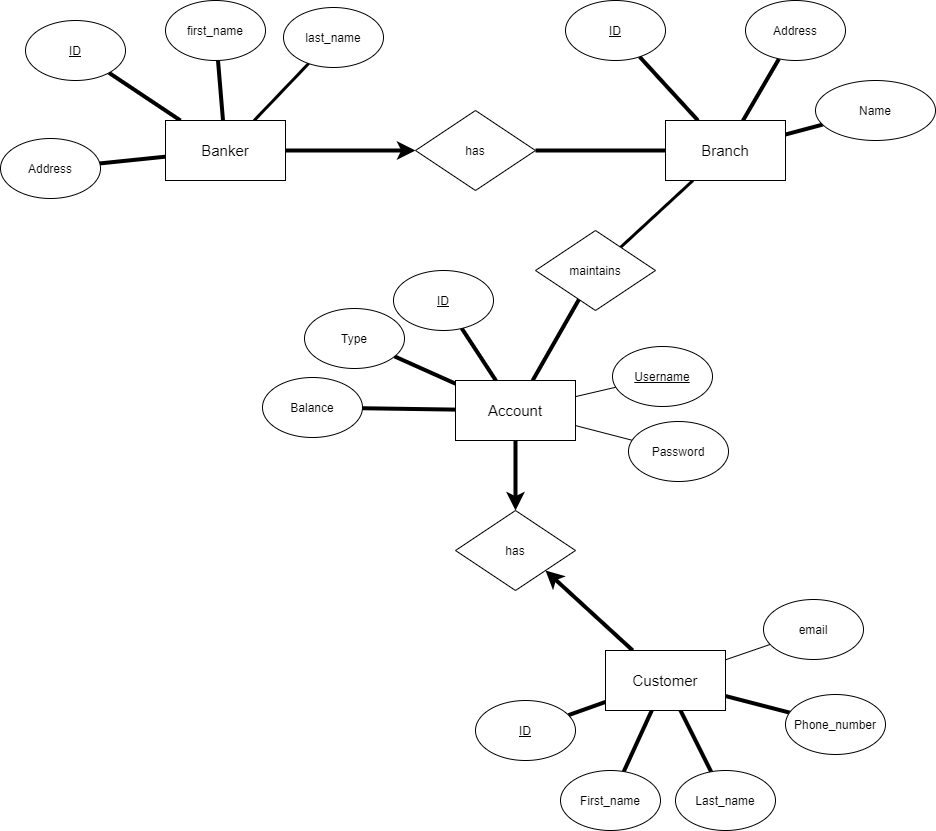 ID
first_name
last_name
Address
Banker
has
ID
Address
Name
Branch
maintains
ID
Type
Balance
Account
Username
Password
has
email
Customer
ID
Phone_number
First_name
Last_name